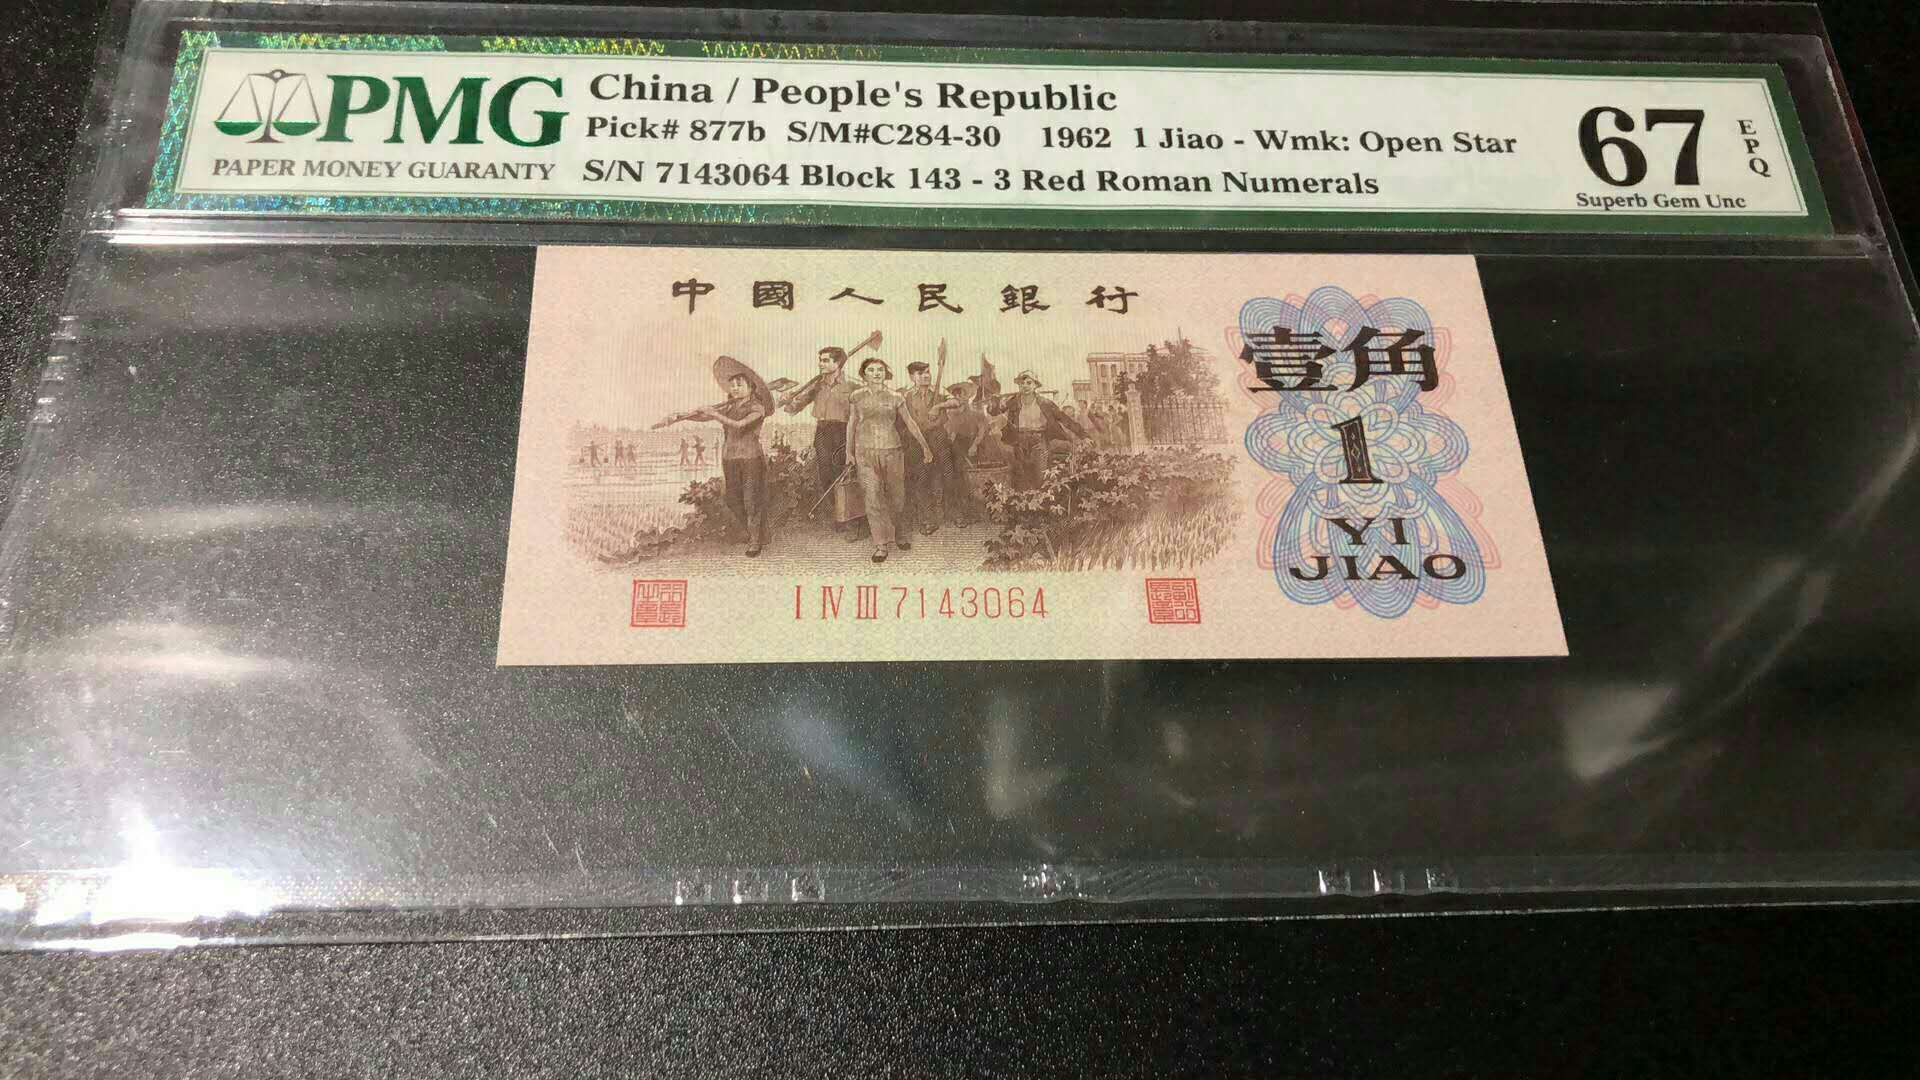 PMG
PAPER MONEY GUARANTY
China / People's Republic
Pick# 877b S/M#C284-30 1962 1 Jiao - Wmk: Open Star
S/N 7143064 Block 143 - 3 Red Roman Numerals
67
EPQ
Superb Gem Unc
中國人民銀行
壹角
1
YI
JIAO
I IV III 7143064